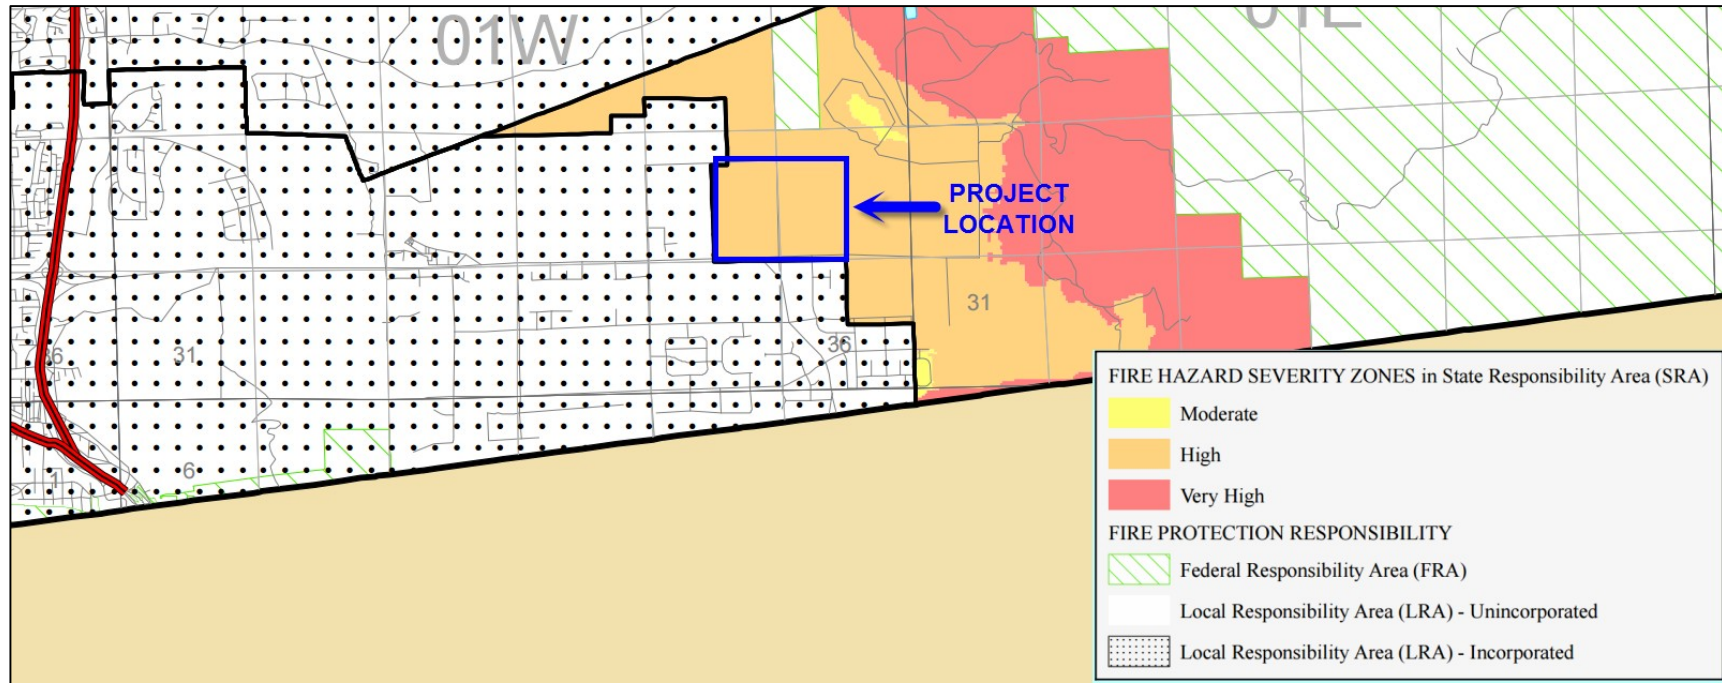 01W
01E
PROJECT
LOCATION
31
36
31
36
6
1
FIRE HAZARD SEVERITY ZONES in State Responsibility Area (SRA)
Moderate
High
Very High
FIRE PROTECTION RESPONSIBILITY
Federal Responsibility Area (FRA)
Local Responsibility Area (LRA) - Unincorporated
Local Responsibility Area (LRA) - Incorporated